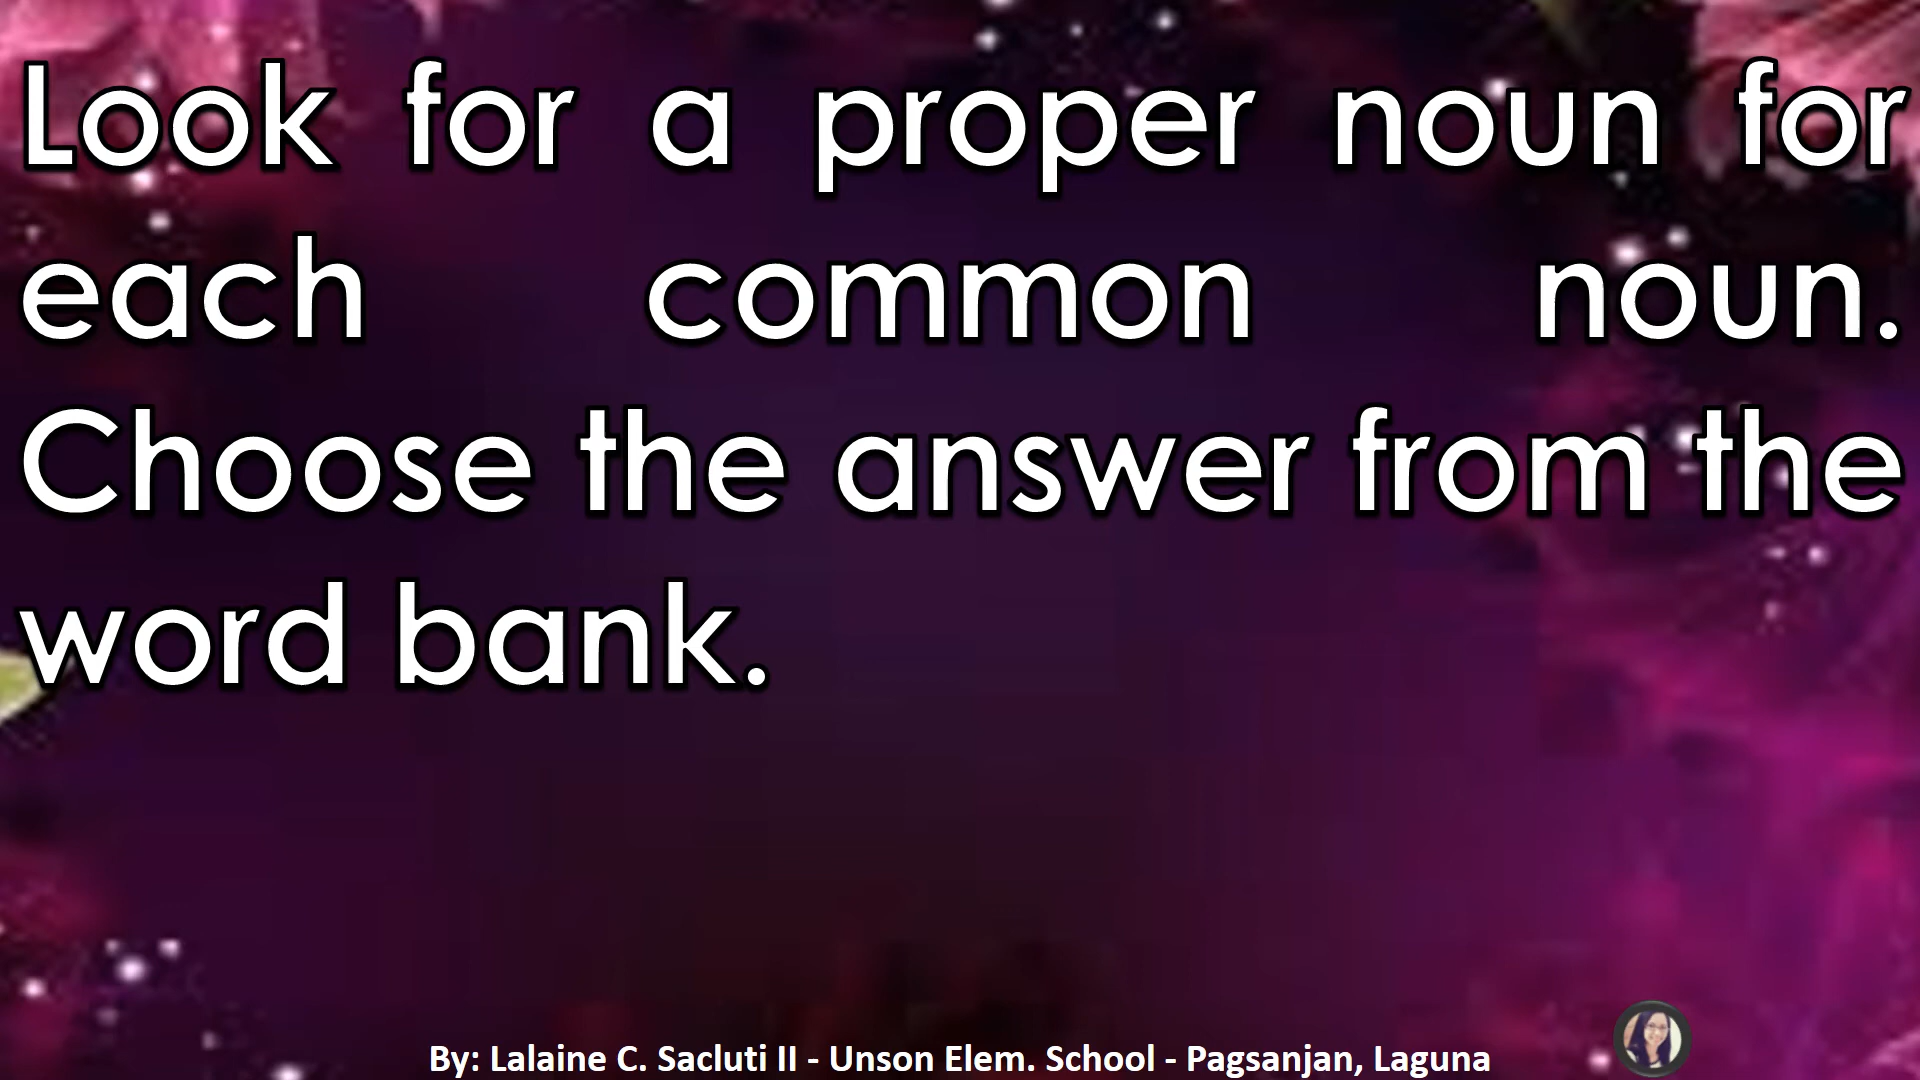 Look for a proper noun for
each common noun.
Choose the answer from the
word bank.
By: Lalaine C. Sacluti II - Unson Elem. School - Pagsanjan, Laguna